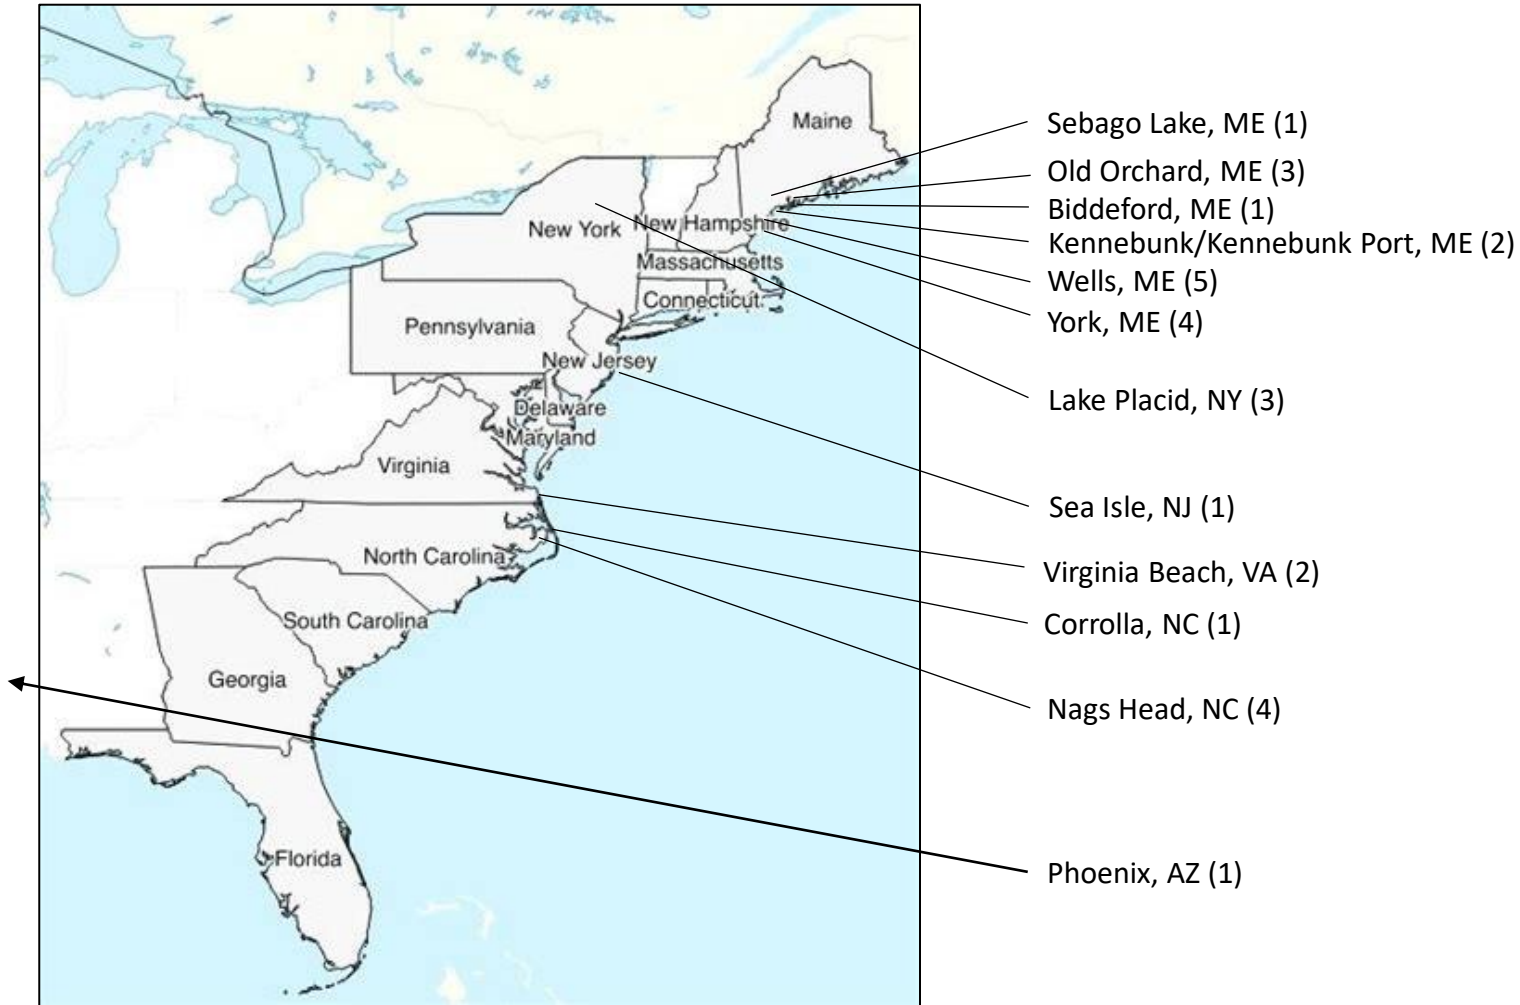 Maine
New York
New Hampshire
Massachusetts
Connecticut
Pennsylvania
New Jersey
Delaware
Maryland
Virginia
North Carolina
South Carolina
Georgia
Florida
Sebago Lake, ME (1)
Old Orchard, ME (3)
Biddeford, ME (1)
Kennebunk/Kennebunk Port, ME (2)
Wells, ME (5)
York, ME (4)
Lake Placid, NY (3)
Sea Isle, NJ (1)
Virginia Beach, VA (2)
Corrolla, NC (1)
Nags Head, NC (4)
Phoenix, AZ (1)